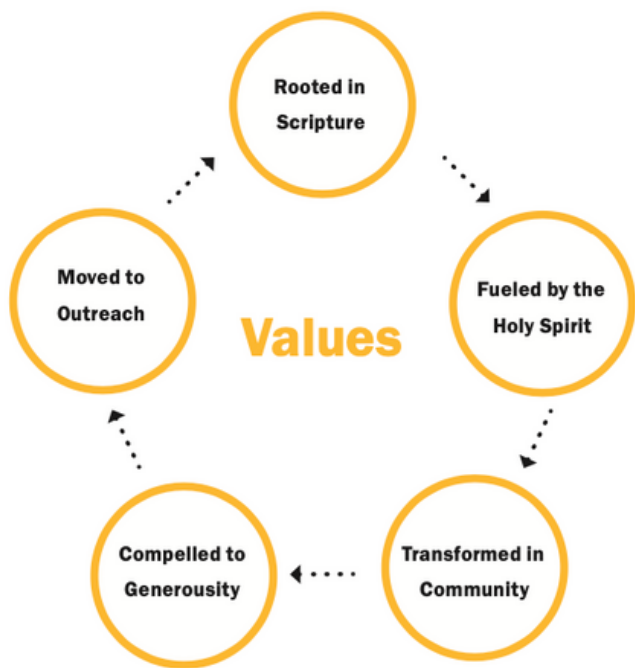 Rooted in
Scripture
Fueled by the
Holy Spirit
Transformed in
Community
Compelled to
Generousity
Moved to
Outreach
Values